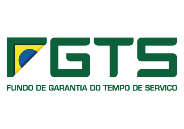 FGTS
FUNDO DE GARANTIA DO TEMPO DE SERVIÇO